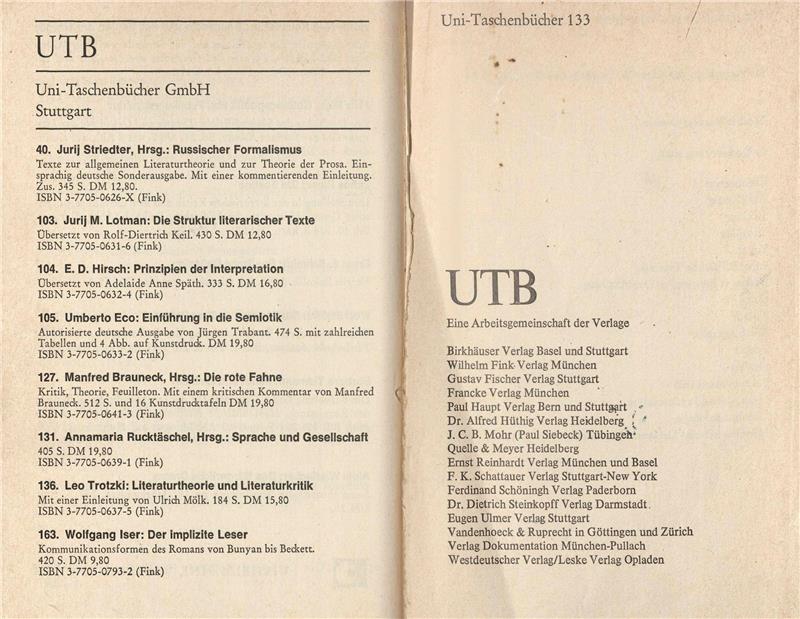 UTB
Uni-Taschenbücher GmbH
Stuttgart
40. Jurij Striedter, Hrsg.: Russischer Formalismus
Texte zur allgemeinen Literaturtheorie und zur Theorie der Prosa. Ein-
sprachig deutsche Sonderausgabe. Mit einer kommentierenden Einleitung.
Zus. 345 S. DM 12,80.
ISBN 3-7705-0626-X (Fink)
103. Jurij M. Lotman: Die Struktur literarischer Texte
Übersetzt von Rolf-Diertrich Keil. 430 S. DM 12,80
ISBN 3-7705-0631-6 (Fink)
104. E. D. Hirsch: Prinzipien der Interpretation
Übersetzt von Adelaide Anne Späth. 333 S. DM 16,80
ISBN 3-7705-0632-4 (Fink)
105. Umberto Eco: Einführung in die Semiotik
Autorisierte deutsche Ausgabe von Jürgen Trabant. 474 S. mit zahlreichen
Tabellen und 4 Abb. auf Kunstdruck. DM 19,80
ISBN 3-7705-0633-2 (Fink)
127. Manfred Brauneck, Hrsg.: Die rote Fahne
Kritik, Theorie, Feuilleton. Mit einem kritischen Kommentar von Manfred
Brauneck. 512 S. und 16 Kunstdrucktafeln DM 19,80
ISBN 3-7705-0641-3 (Fink)
131. Annamaria Rucktäschel, Hrsg.: Sprache und Gesellschaft
405 S. DM 19,80
ISBN 3-7705-0639-1 (Fink)
136. Leo Trotzki: Literaturtheorie und Literaturkritik
Mit einer Einleitung von Ulrich Mölk. 184 S. DM 15,80
ISBN 3-7705-0637-5 (Fink)
163. Wolfgang Iser: Der implizite Leser
Kommunikationsformen des Romans von Bunyan bis Beckett.
420 S. DM 9,80
ISBN 3-7705-0793-2 (Fink)
Uni-Taschenbücher 133
UTB
Eine Arbeitsgemeinschaft der Verlage
Birkhäuser Verlag Basel und Stuttgart
Wilhelm Fink Verlag München
Gustav Fischer Verlag Stuttgart
Francke Verlag München
Paul Haupt Verlag Bern und Stuttgart
Dr. Alfred Hüthig Verlag Heidelberg
J. C. B. Mohr (Paul Siebeck) Tübingen
Quelle & Meyer Heidelberg
Ernst Reinhardt Verlag München und Basel
F. K. Schattauer Verlag Stuttgart-New York
Ferdinand Schöningh Verlag Paderborn
Dr. Dietrich Steinkopff Verlag Darmstadt
Eugen Ulmer Verlag Stuttgart
Vandenhoeck & Ruprecht in Göttingen und Zürich
Verlag Dokumentation München-Pullach
Westdeutscher Verlag/Leske Verlag Opladen